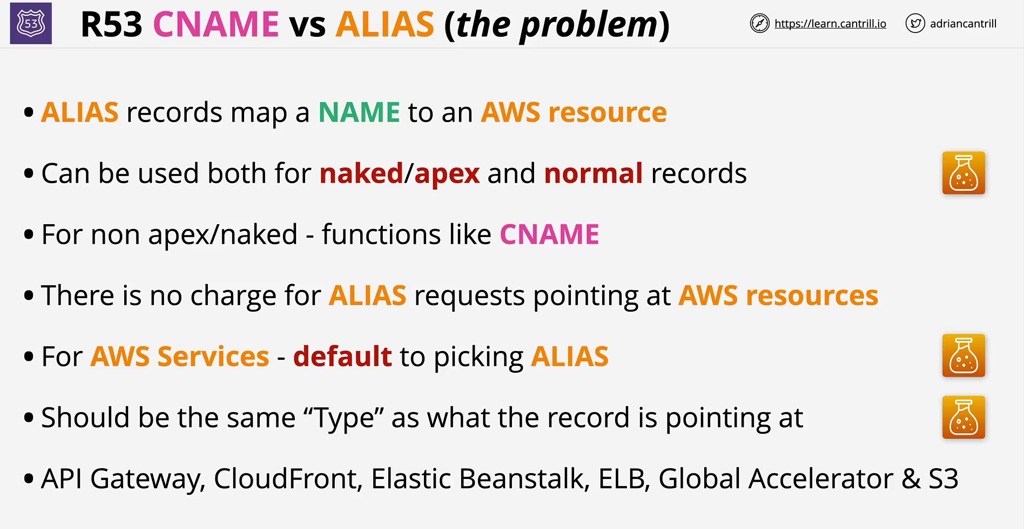 53
R53 CNAME vs ALIAS (the problem)
https://learn.cantrill.io
adriancantrill
• ALIAS records map a NAME to an AWS resource
• Can be used both for naked/apex and normal records
• For non apex/naked - functions like CNAME
• There is no charge for ALIAS requests pointing at AWS resources
• For AWS Services - default to picking ALIAS
• Should be the same “Type” as what the record is pointing at
• API Gateway, CloudFront, Elastic Beanstalk, ELB, Global Accelerator & S3